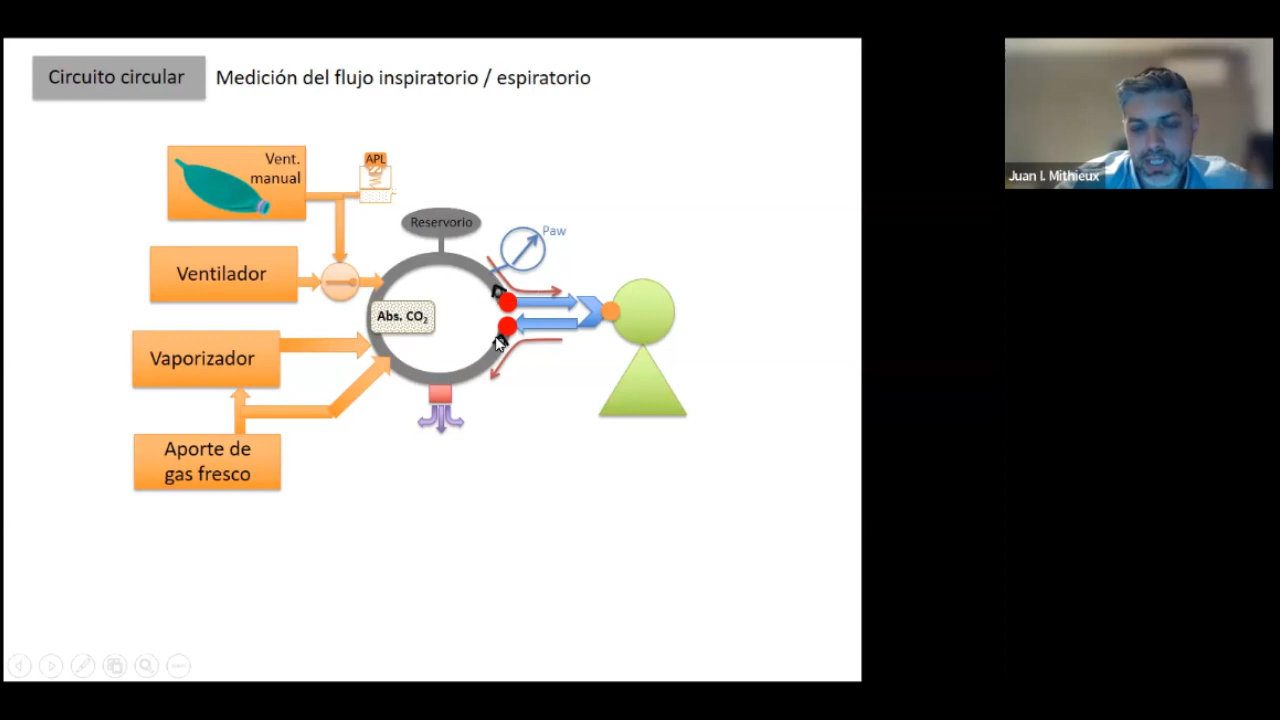 Circuito circular
Medición del flujo inspiratorio / espiratorio
Vent.
manual
APL
Reservorio
Paw
Ventilador
Abs. CO₂
Vaporizador
Aporte de
gas fresco
Juan I. Mithieux